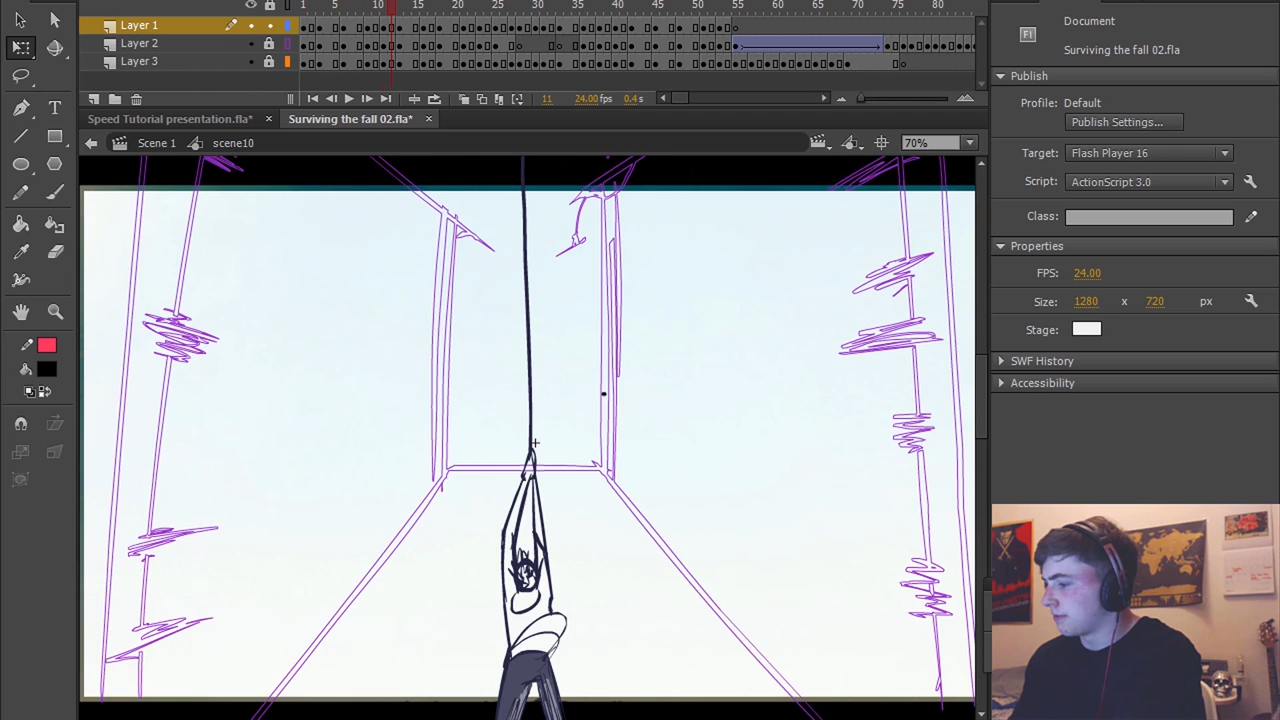 1 5 10 15 20 25 30 35 40 45 50 55 60 65 70 75 80
Layer 1
Layer 2
Layer 3
11 24.00 fps 0.4 s
Speed Tutorial presentation.fla* × Surviving the fall 02.fla* ×
Scene 1 scene10 70%
T
Document
Fl
Surviving the fall 02.fla
Publish
Profile: Default
Publish Settings...
Target: Flash Player 16
Script: ActionScript 3.0
Class:
Properties
FPS: 24.00
Size: 1280 x 720 px
Stage:
SWF History
Accessibility